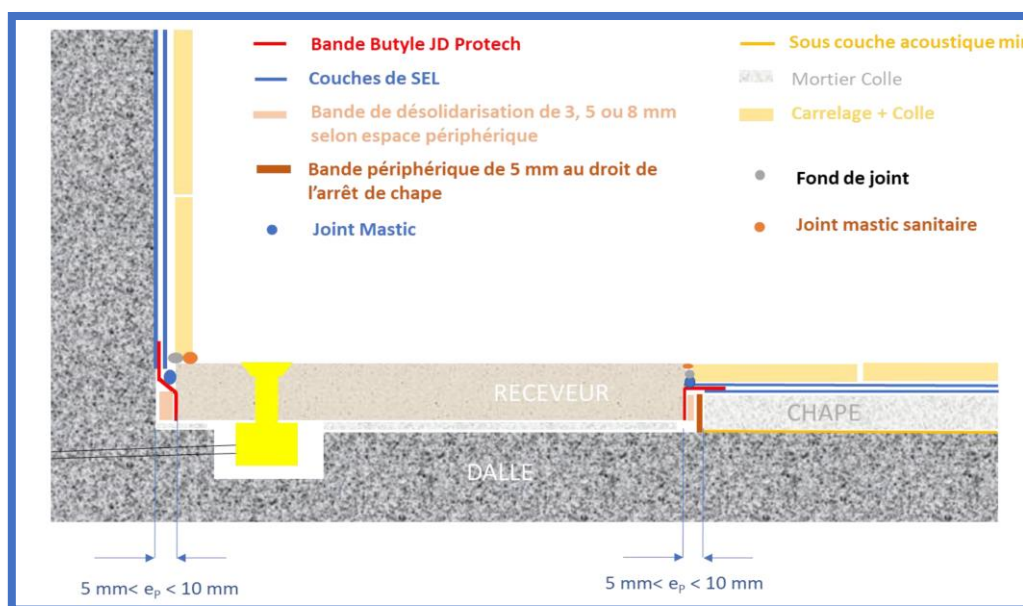 Bande Butyle JD Protech
Couches de SEL
Bande de désolidarisation de 3, 5 ou 8 mm
selon espace périphérique
Bande périphérique de 5 mm au droit de
l’arrêt de chape
Joint Mastic
Sous couche acoustique min
Mortier Colle
Carrelage + Colle
Fond de joint
Joint mastic sanitaire
RECEVEUR
CHAPE
DALLE
5 mm< eₚ < 10 mm
5 mm< eₚ < 10 mm